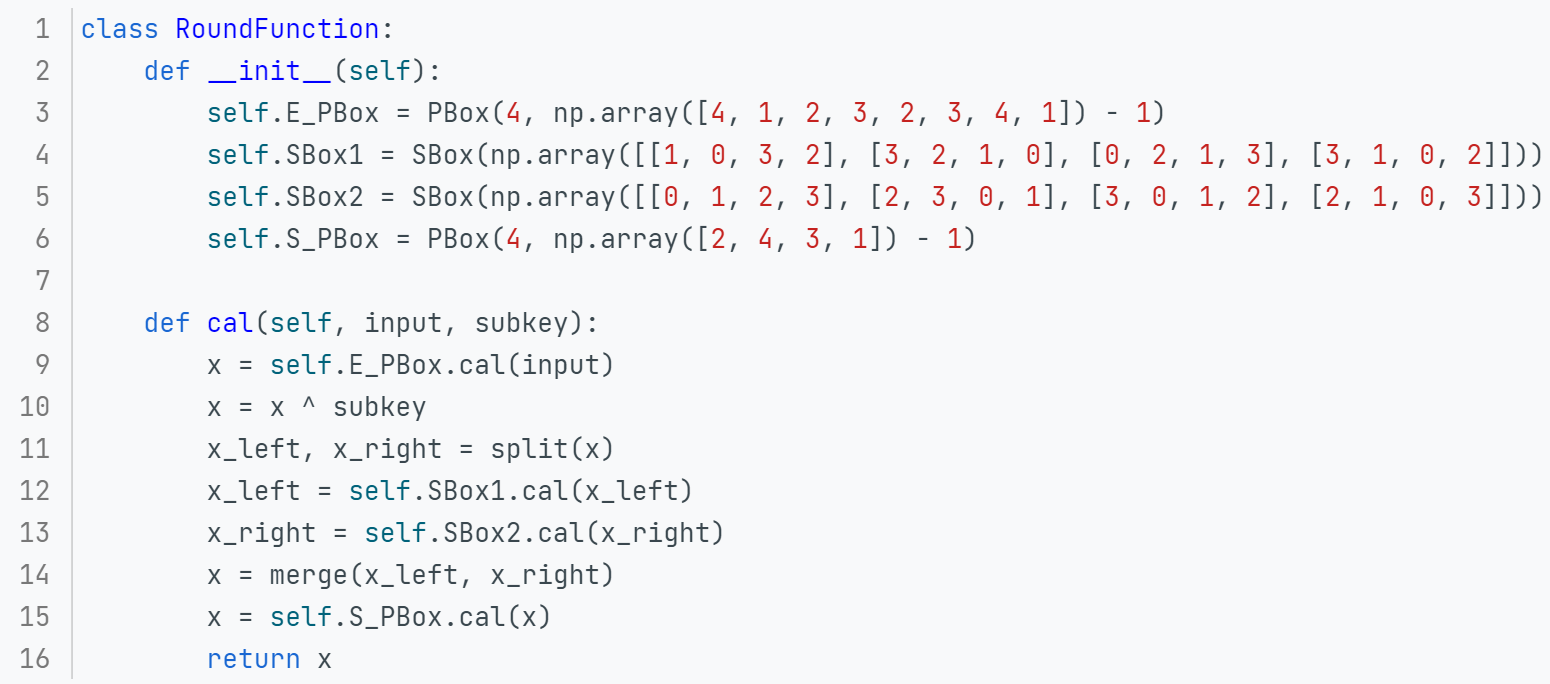 1 class RoundFunction:
2     def __init__(self):
3         self.E_PBox = PBox(4, np.array([4, 1, 2, 3, 2, 3, 4, 1]) - 1)
4         self.SBox1 = SBox(np.array([[1, 0, 3, 2], [3, 2, 1, 0], [0, 2, 1, 3], [3, 1, 0, 2]]))
5         self.SBox2 = SBox(np.array([[0, 1, 2, 3], [2, 3, 0, 1], [3, 0, 1, 2], [2, 1, 0, 3]]))
6         self.S_PBox = PBox(4, np.array([2, 4, 3, 1]) - 1)
7
8     def cal(self, input, subkey):
9         x = self.E_PBox.cal(input)
10         x = x ^ subkey
11         x_left, x_right = split(x)
12         x_left = self.SBox1.cal(x_left)
13         x_right = self.SBox2.cal(x_right)
14         x = merge(x_left, x_right)
15         x = self.S_PBox.cal(x)
16         return x